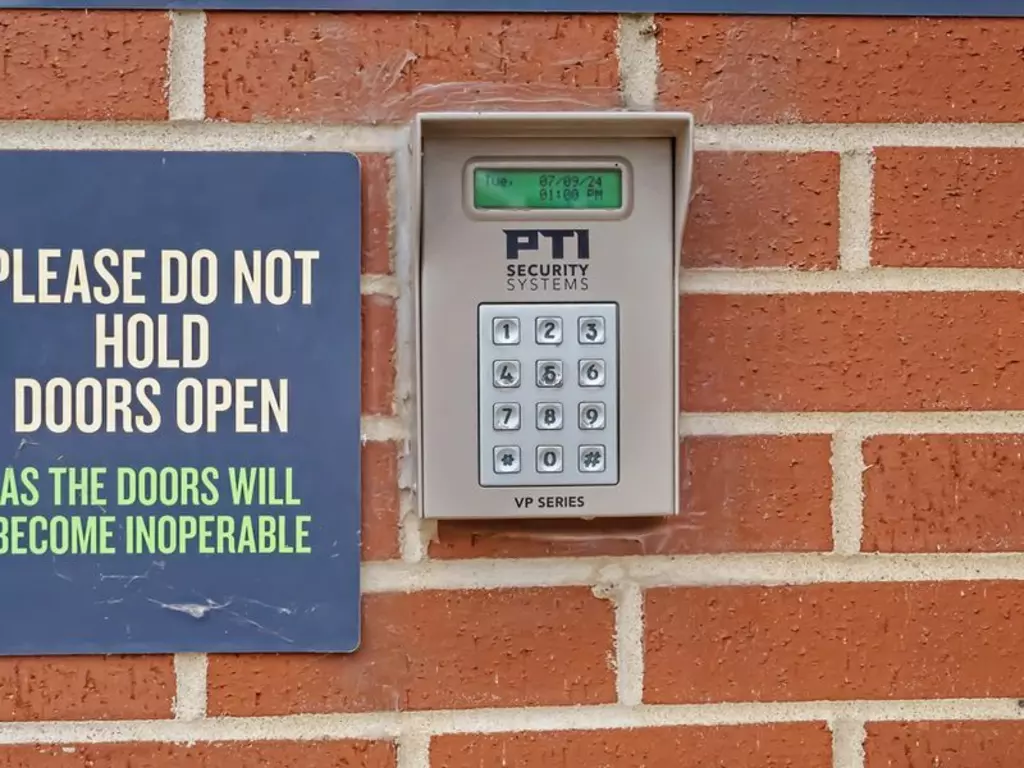 PLEASE DO NOT
HOLD
DOORS OPEN
AS THE DOORS WILL
BECOME INOPERABLE
Tue, 07/09/24
01:00 PM
PTI
SECURITY
SYSTEMS
1 2 3
4 5 6
7 8 9
* 0 #
VP SERIES